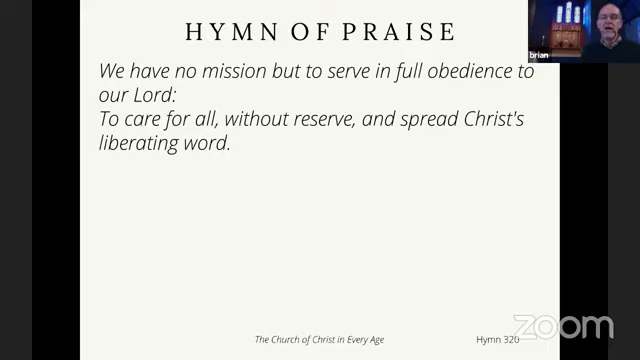 HYMN OF PRAISE
We have no mission but to serve in full obedience to
our Lord:
To care for all, without reserve, and spread Christ's
liberating word.
brian
The Church of Christ in Every Age
Hymn 320
zoom